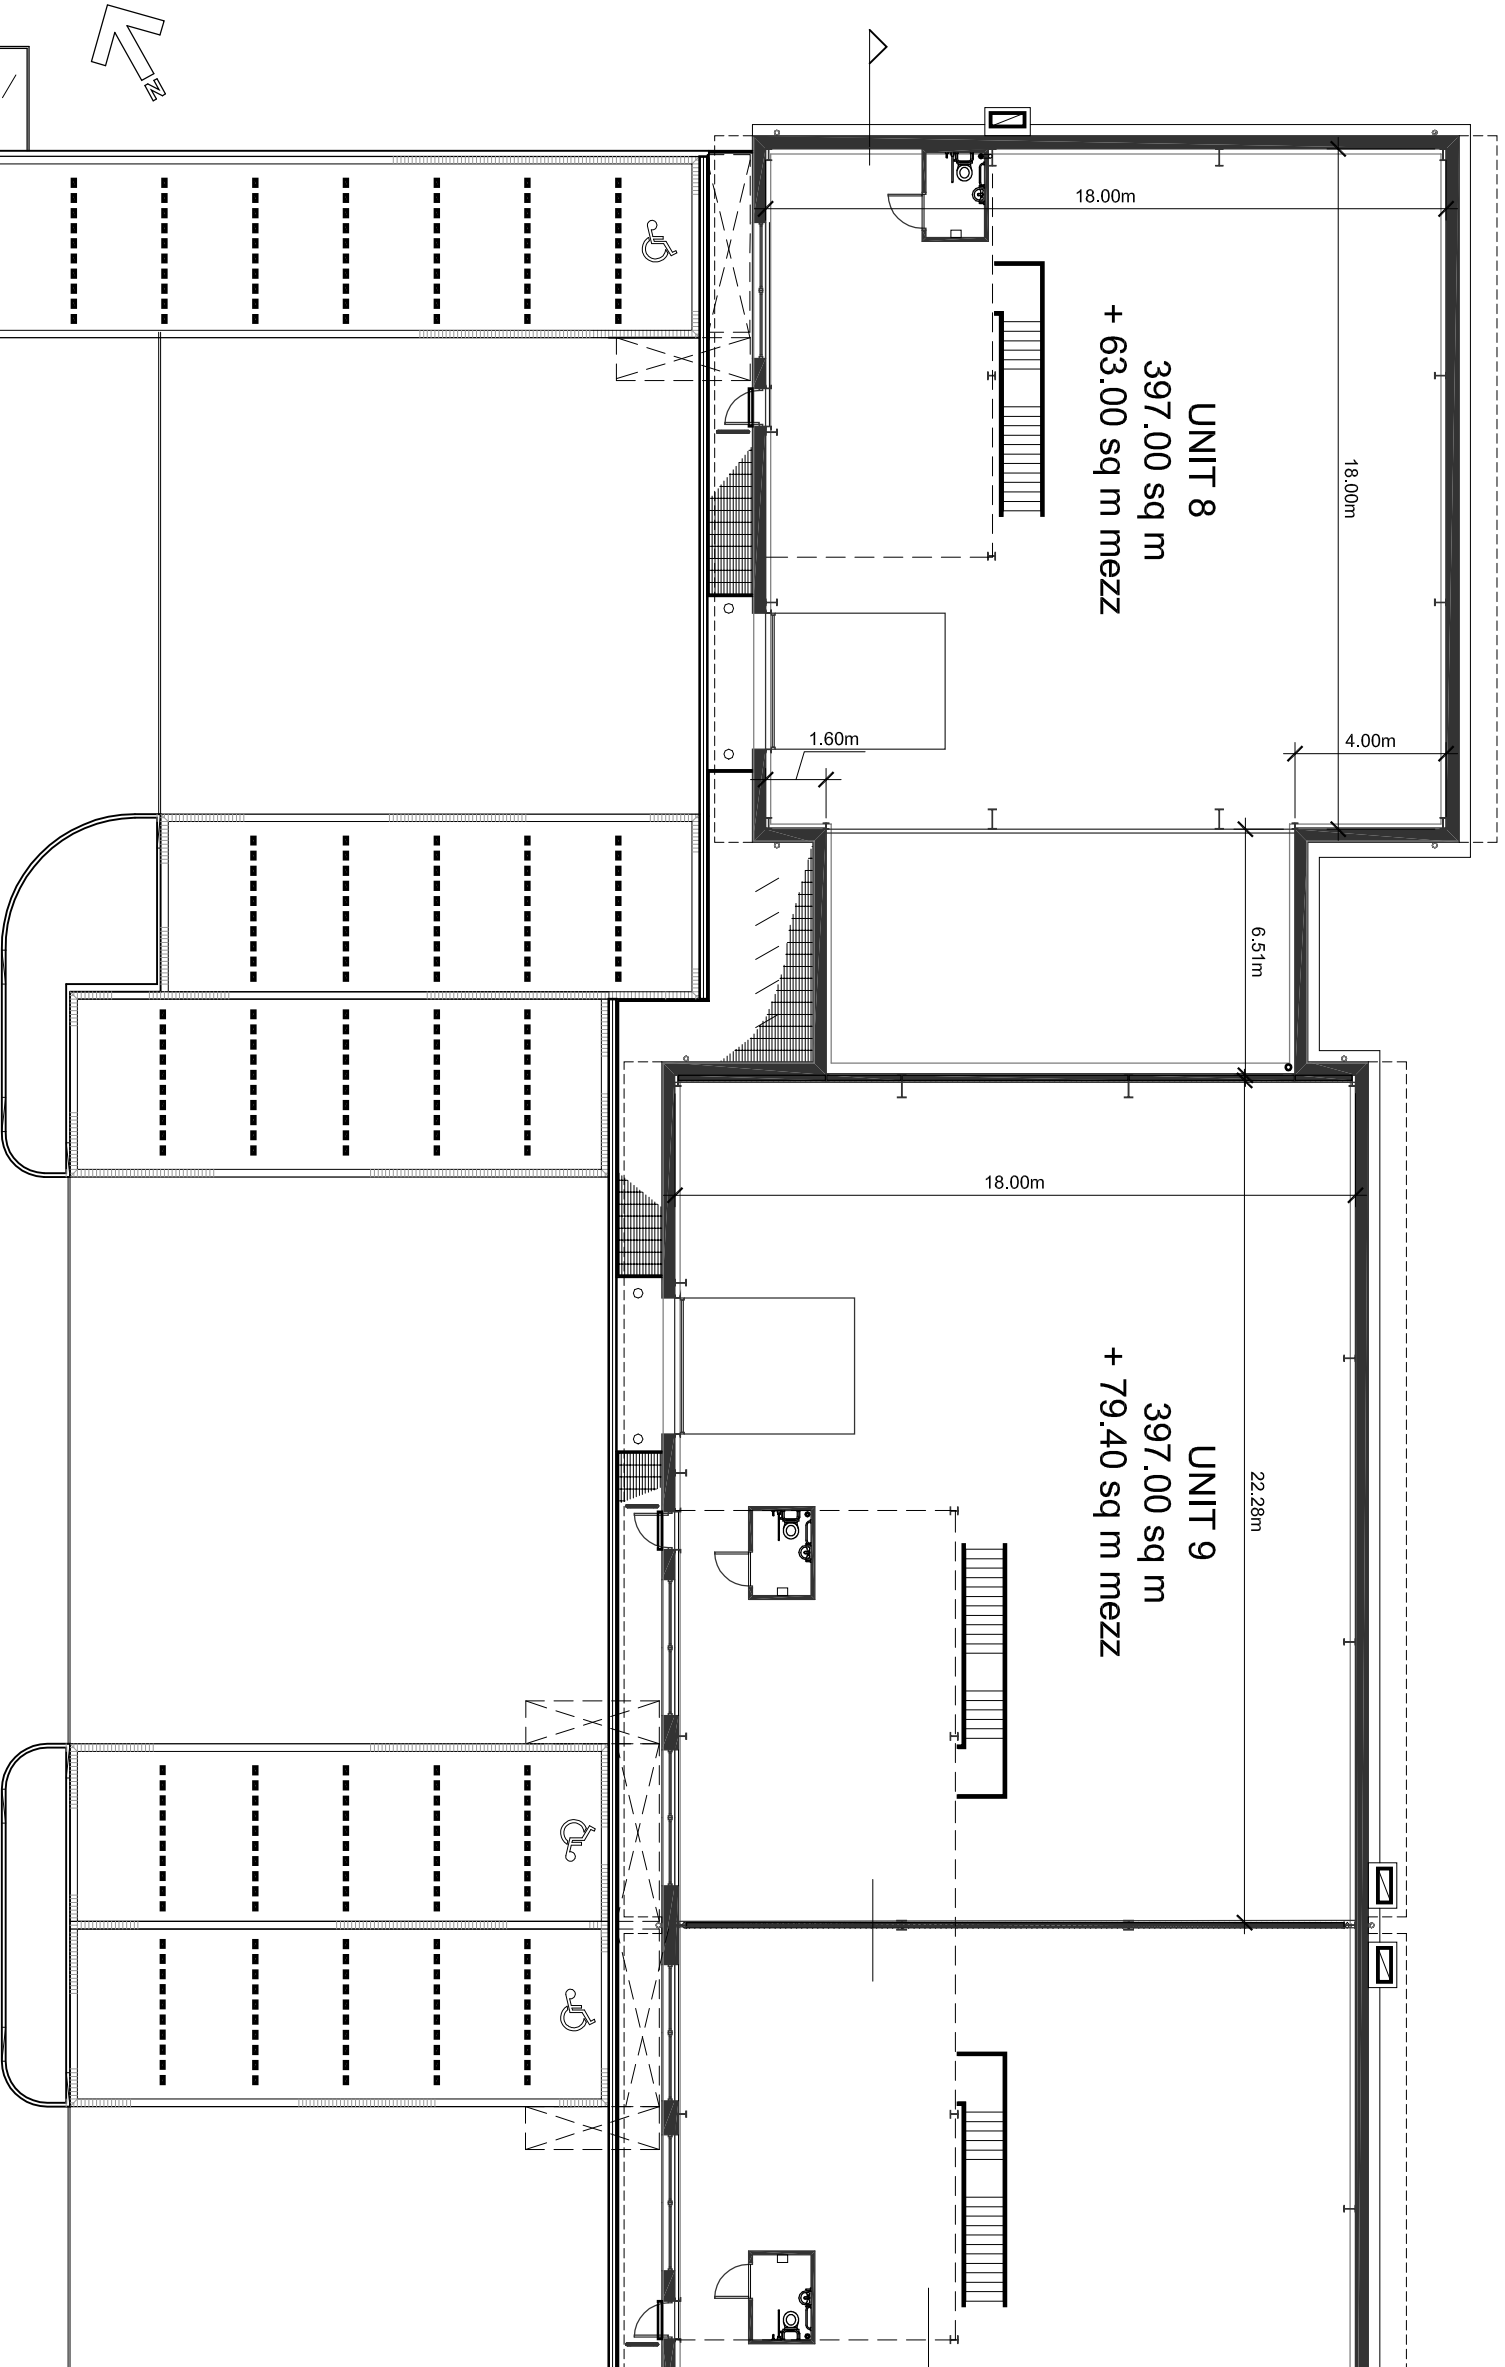 N
18.00m
18.00m
UNIT 8
397.00 sq m
+ 63.00 sq m mezz
1.60m
4.00m
6.51m
18.00m
22.28m
UNIT 9
397.00 sq m
+ 79.40 sq m mezz